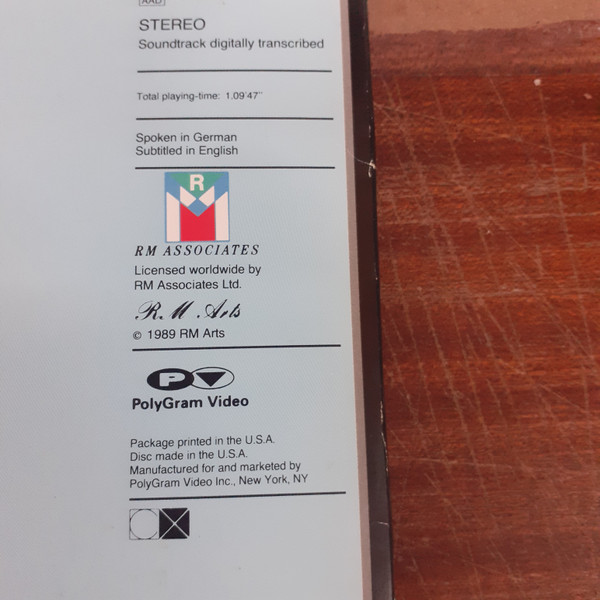 AAD
STEREO
Soundtrack digitally transcribed
Total playing-time: 1.09'47"
Spoken in German
Subtitled in English
R
M
RM ASSOCIATES
Licensed worldwide by
RM Associates Ltd.
R.M. Arts
© 1989 RM Arts
PV
PolyGram Video
Package printed in the U.S.A.
Disc made in the U.S.A.
Manufactured for and marketed by
PolyGram Video Inc., New York, NY